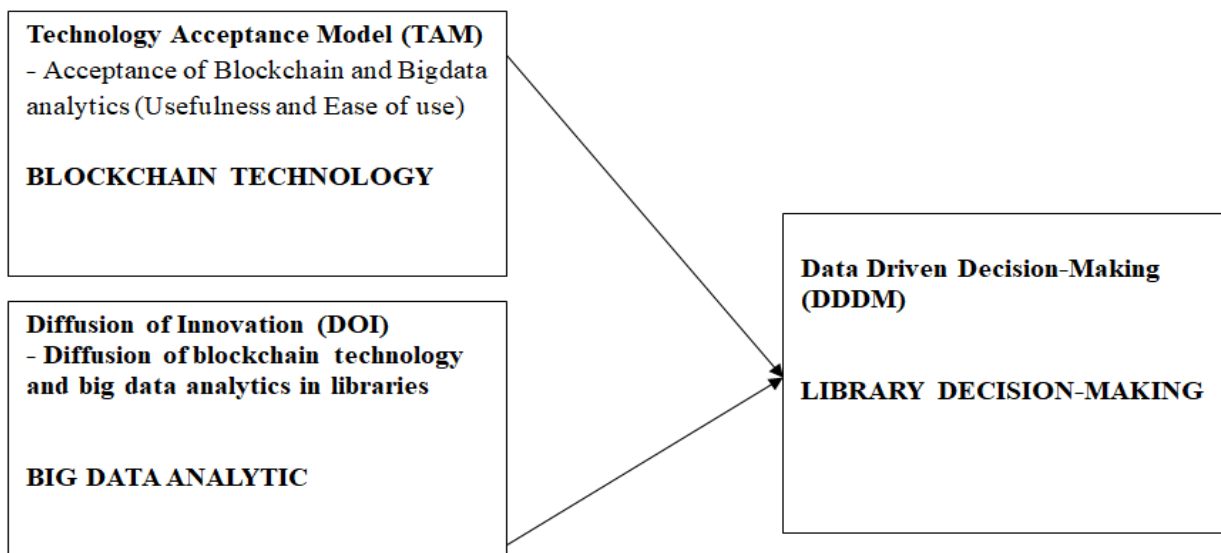 Technology Acceptance Model (TAM)
- Acceptance of Blockchain and Bigdata
analytics (Usefulness and Ease of use)
BLOCKCHAIN TECHNOLOGY
Diffusion of Innovation (DOI)
- Diffusion of blockchain technology
and big data analytics in libraries
BIG DATA ANALYTIC
Data Driven Decision-Making
(DDDM)
LIBRARY DECISION-MAKING